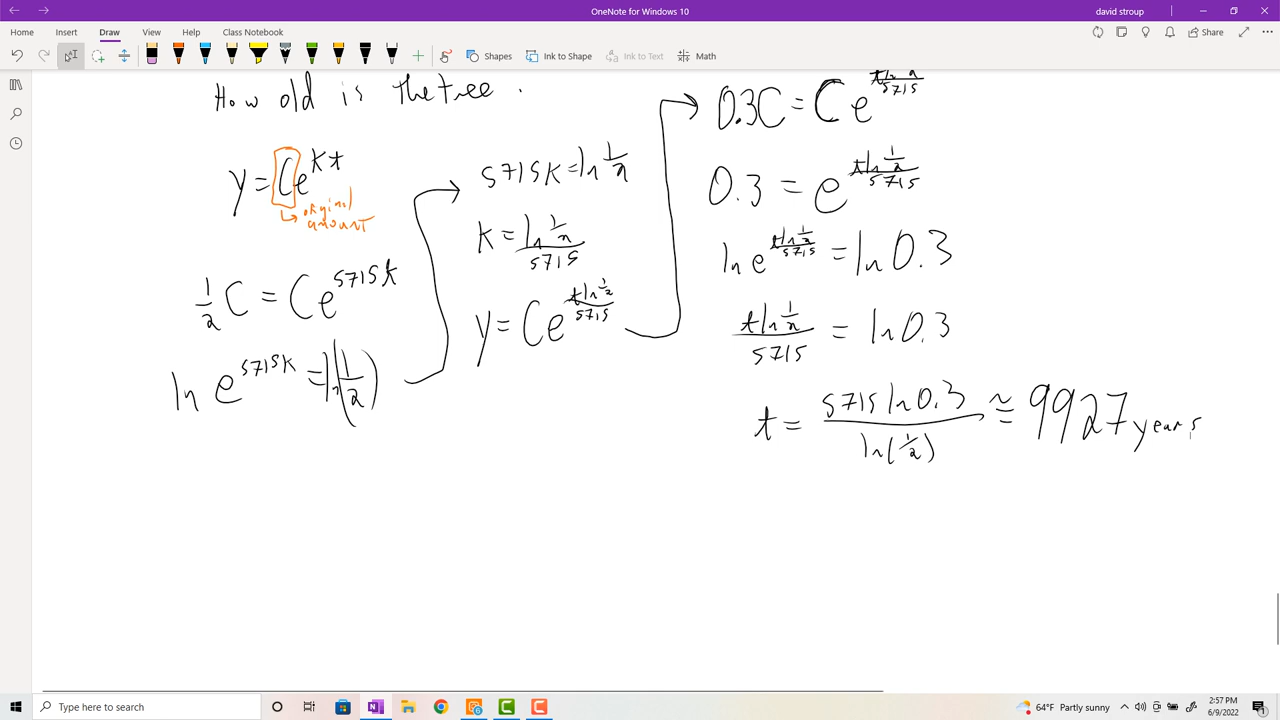 OneNote for Windows 10
david stroup
Home Insert Draw View Help Class Notebook
Share
Shapes Ink to Shape Ink to Text Math
How old is the tree.
y = Ce^{kt}
original amount
1/2 C = Ce^{5715k}
ln e^{5715k} = ln(1/2)
5715k = ln 1/2
k = ln 1/2 / 5715
y = Ce^{t ln 1/2 / 5715}
0.3C = Ce^{t ln 1/2 / 5715}
0.3 = e^{t ln 1/2 / 5715}
ln e^{t ln 1/2 / 5715} = ln 0.3
t ln 1/2 / 5715 = ln 0.3
t = 5715 ln 0.3 / ln(1/2) ≈ 9927 years
Type here to search
64°F Partly sunny
2:57 PM
6/9/2022